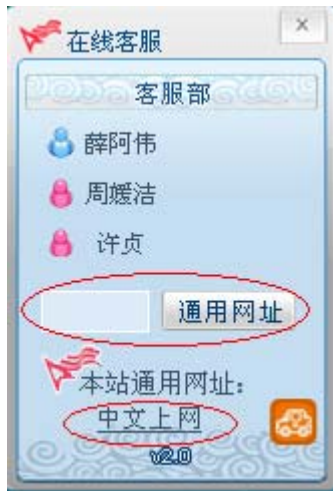 在线客服
客服部
薛阿伟
周媛洁
许贞
通用网址
本站通用网址：
中文上网
v2.0